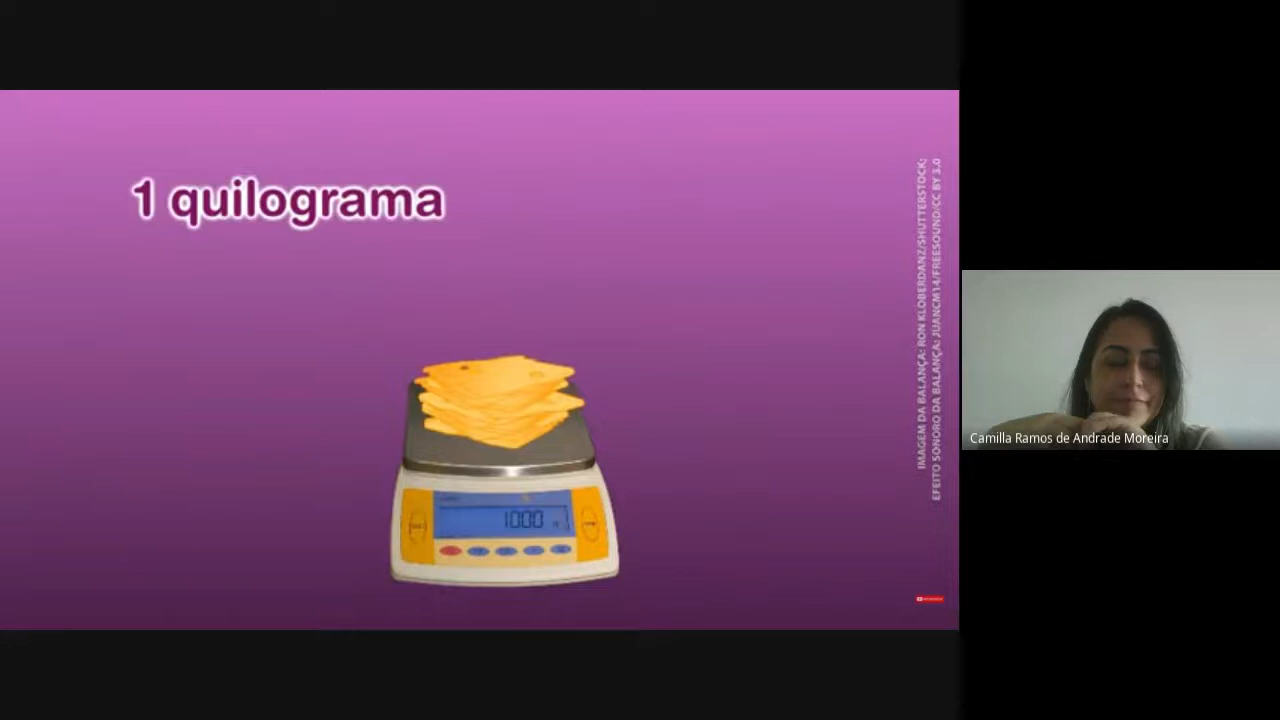 1 quilograma
IMAGEM DA BALANÇA: RON KLOBERDANZ/SHUTTERSTOCK;
EFEITO SONORO DA BALANÇA: JUANCM14/FREESOUND/CC BY 3.0
1000
Camilla Ramos de Andrade Moreira